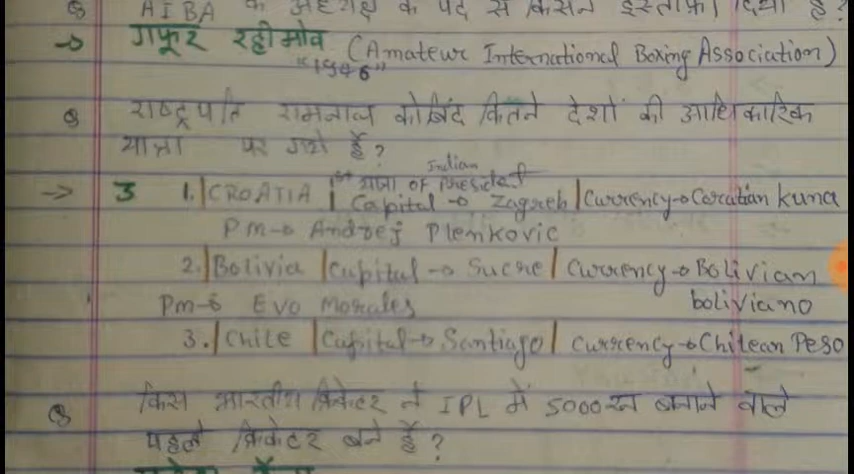 Q AIBA के अध्यक्ष के पद से किसने इस्तीफा दिया है?
→ गफूर रहीमोव (Amateur International Boxing Association)
"1946"
Q राष्ट्रपति रामनाथ कोविंद कितने देशों की आधिकारिक
यात्रा पर गये हैं?
→ 3 1. | CROATIA | 1st यात्रा OF Indian President
Capital → Zagreb | Currency → Coratian Kuna
Pm → Andrej Plenkovic
2. | Bolivia | Capital → Sucre | Currency → Bolivian
Pm → Evo Morales boliviano
3. | Chile | Capital → Santiago | Currency → Chilean Peso
Q किस भारतीय क्रिकेटर ने IPL में 5000 रन बनाने वाले
पहले क्रिकेटर बने हैं?